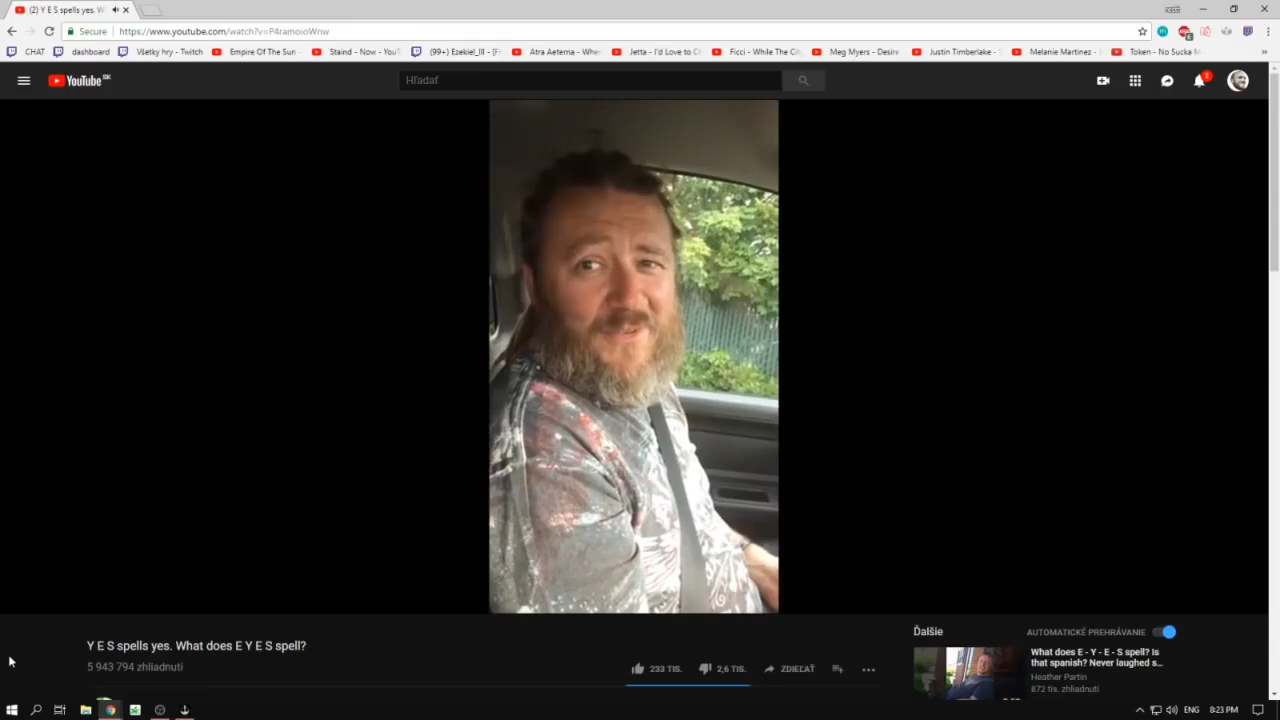 (2) Y E S spells yes. W
Secure
https://www.youtube.com/watch?v=P4ramoioWnw
CHAT
dashboard
Všetky hry - Twitch
Empire Of The Sun -
Staind - Now - YouT
(99+) Ezekiel_III - [F
Atra Aeterna - Whe
Jetta - I'd Love to C
Ficci - While The Cit
Meg Myers - Desire
Justin Timberlake -
Melanie Martinez -
Token - No Sucka M
YouTube SK
Hľadať
2
Y E S spells yes. What does E Y E S spell?
5 943 794 zhliadnutí
233 TIS.
2,6 TIS.
ZDIEĽAŤ
Ďalšie
AUTOMATICKÉ PREHRÁVANIE
What does E - Y - E - S spell? Is
that spanish? Never laughed s...
Heather Partin
872 tis. zhliadnutí
ENG
8:23 PM